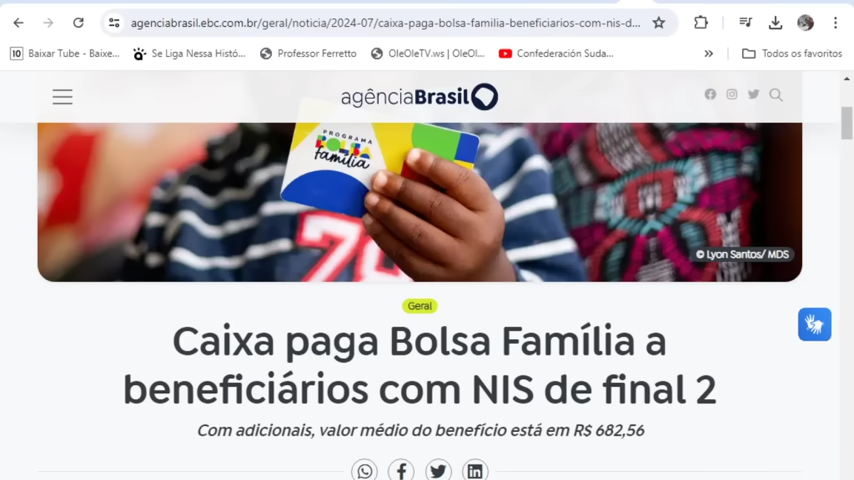 agenciabrasil.ebc.com.br/geral/noticia/2024-07/caixa-paga-bolsa-familia-beneficiarios-com-nis-d...
10 Baixar Tube - Baixe... Se Liga Nessa Histó... Professor Ferretto OleOleTV.ws | OleOl... Confederación Suda... » Todos os favoritos
agênciaBrasil
PROGRAMA
BOLSA
família
© Lyon Santos/ MDS
Geral
Caixa paga Bolsa Família a
beneficiários com NIS de final 2
Com adicionais, valor médio do benefício está em R$ 682,56